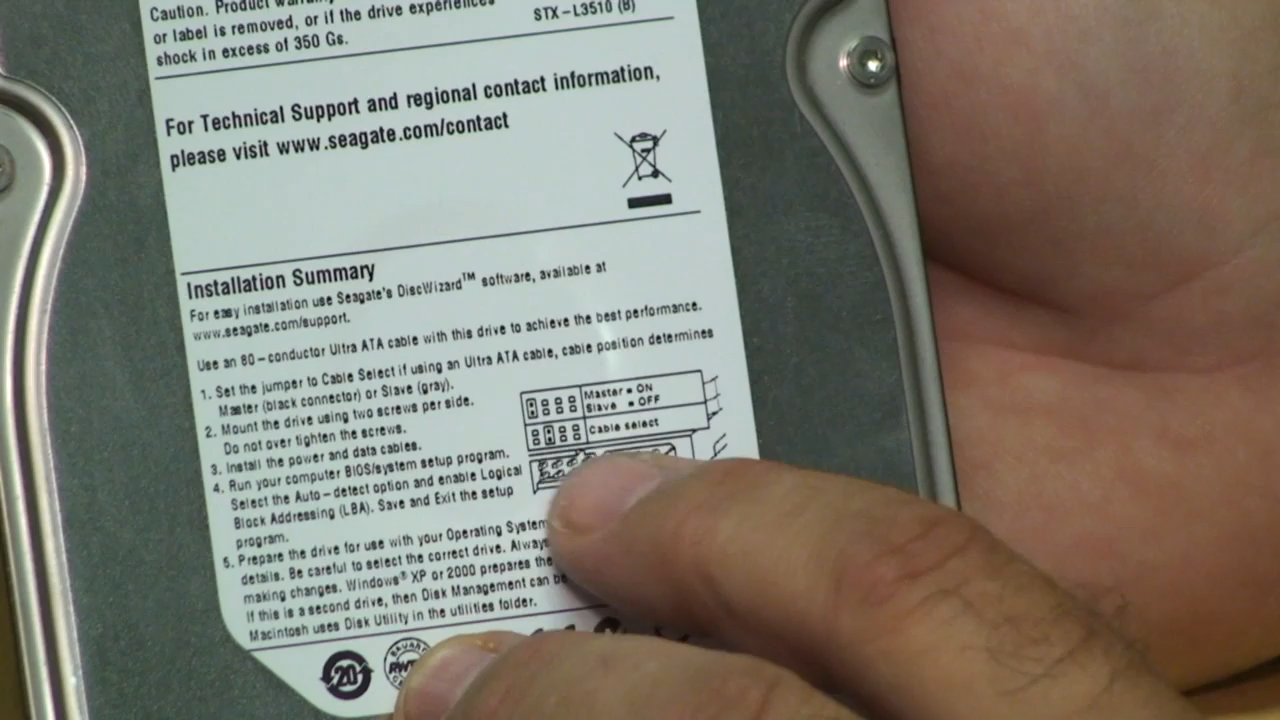 Caution. Product
or label is removed, or if the drive experiences
shock in excess of 350 Gs.
STX-L3510 (B)
For Technical Support and regional contact information,
please visit www.seagate.com/contact
Installation Summary
For easy installation use Seagate's DiscWizard™ software, available at
www.seagate.com/support.
Use an 80-conductor Ultra ATA cable with this drive to achieve the best performance.
1. Set the jumper to Cable Select if using an Ultra ATA cable, cable position determines
Master (black connector) or Slave (gray).
2. Mount the drive using two screws per side.
Do not over tighten the screws.
3. Install the power and data cables.
4. Run your computer BIOS/system setup program.
Select the Auto-detect option and enable Logical
Block Addressing (LBA). Save and Exit the setup
program.
Master = ON
Slave = OFF
Cable select
5. Prepare the drive for use with your Operating System
details. Be careful to select the correct drive. Always
making changes. Windows® XP or 2000 prepares the
If this is a second drive, then Disk Management can be
Macintosh uses Disk Utility in the utilities folder.
20